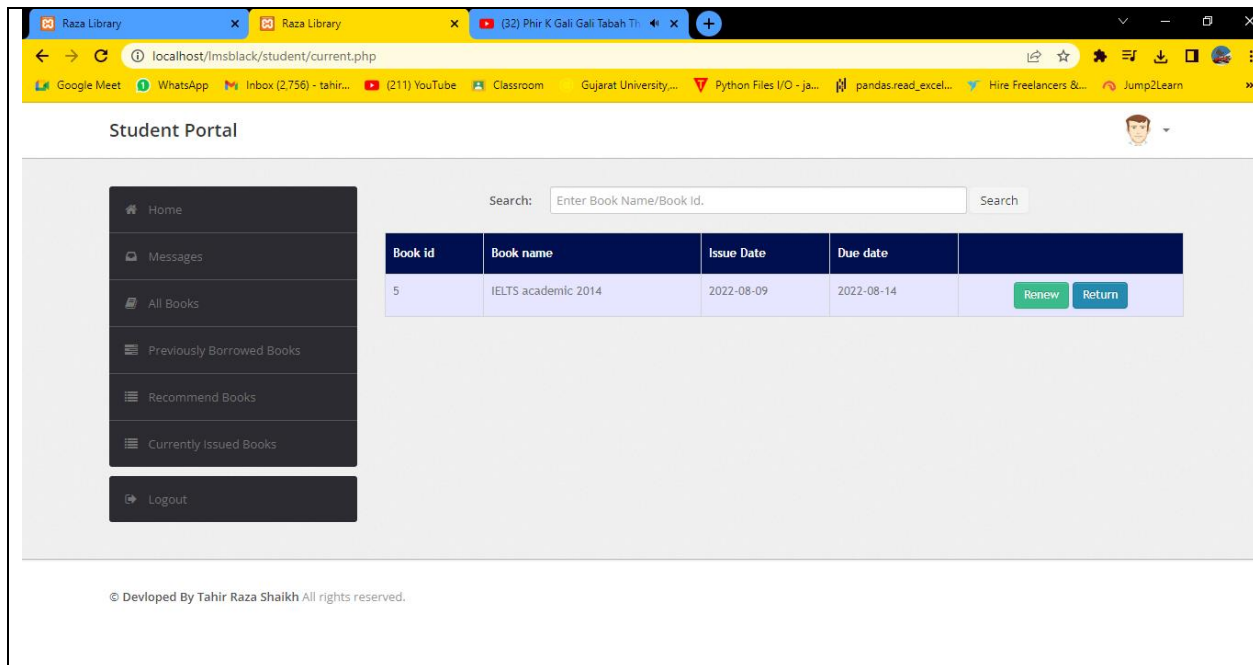 Raza Library Raza Library (32) Phir K Gali Gali Tabah Th
localhost/lmsblack/student/current.php
Google Meet WhatsApp Inbox (2,756) - tahir... (211) YouTube Classroom Gujarat University,... Python Files I/O - ja... pandas.read_excel... Hire Freelancers &... Jump2Learn »
Student Portal
Home
Messages
All Books
Previously Borrowed Books
Recommend Books
Currently Issued Books
Logout
Search: Enter Book Name/Book Id. Search
Book id Book name Issue Date Due date
5 IELTS academic 2014 2022-08-09 2022-08-14 Renew Return
© Devloped By Tahir Raza Shaikh All rights reserved.